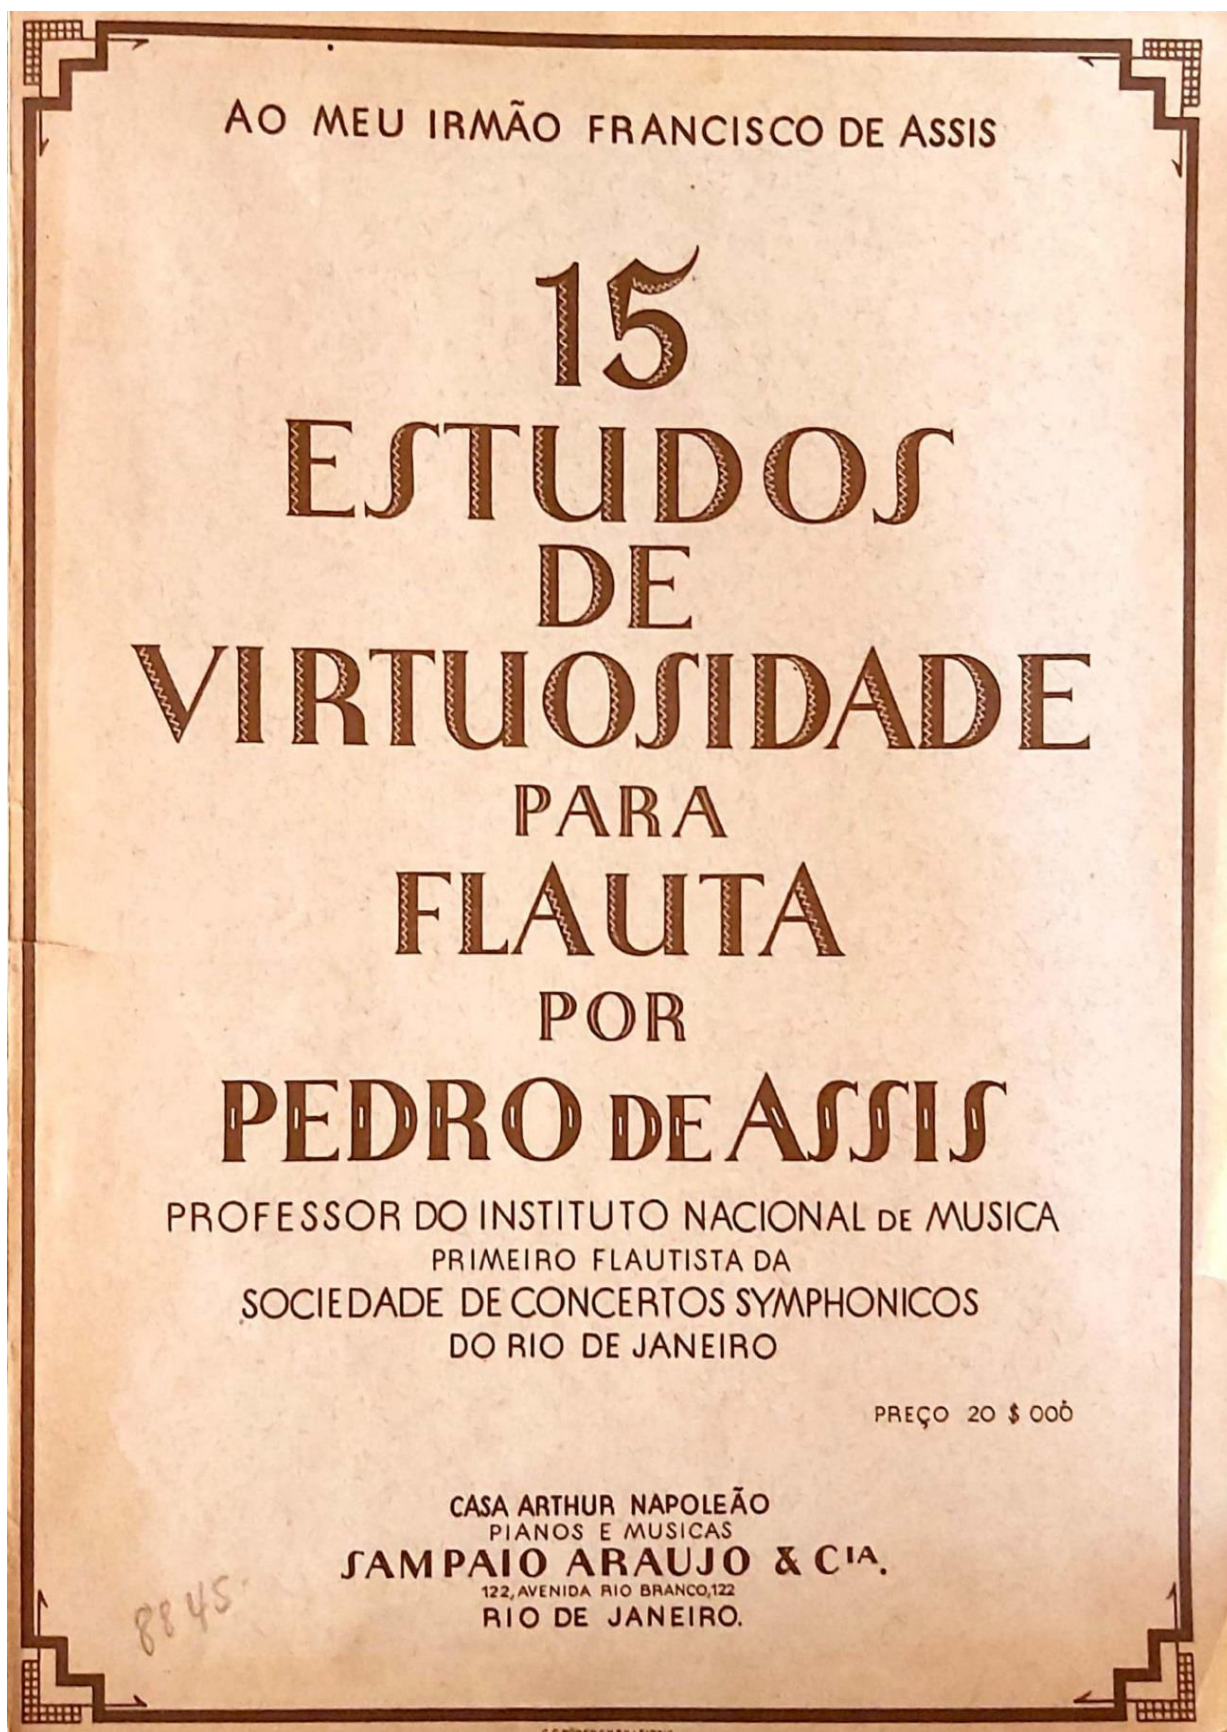 AO MEU IRMÃO FRANCISCO DE ASSIS
15
ESTUDOS
DE
VIRTUOSIDADE
PARA
FLAUTA
POR
PEDRO DE ASSIS
PROFESSOR DO INSTITUTO NACIONAL DE MUSICA
PRIMEIRO FLAUTISTA DA
SOCIEDADE DE CONCERTOS SYMPHONICOS
DO RIO DE JANEIRO
PREÇO 20 $ 000
CASA ARTHUR NAPOLEÃO
PIANOS E MUSICAS
SAMPAIO ARAUJO & CIA.
122, AVENIDA RIO BRANCO, 122
RIO DE JANEIRO.
8845